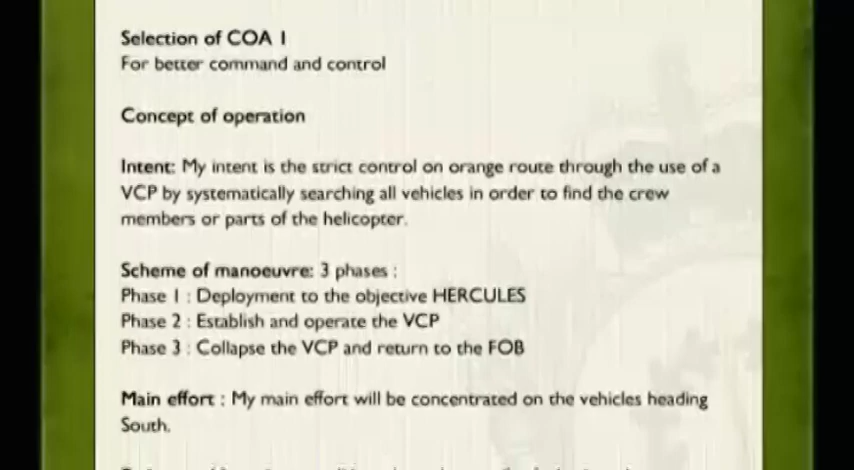 Selection of COA 1
For better command and control
Concept of operation
Intent: My intent is the strict control on orange route through the use of a
VCP by systematically searching all vehicles in order to find the crew
members or parts of the helicopter.
Scheme of manoeuvre: 3 phases :
Phase 1 : Deployment to the objective HERCULES
Phase 2 : Establish and operate the VCP
Phase 3 : Collapse the VCP and return to the FOB
Main effort : My main effort will be concentrated on the vehicles heading
South.